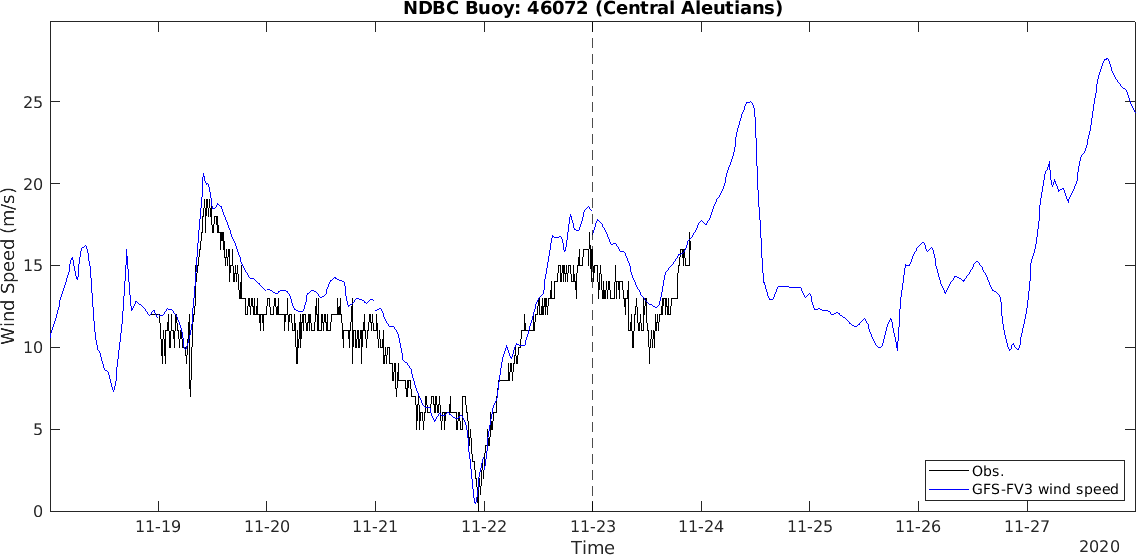 NDBC Buoy: 46072 (Central Aleutians)
Wind Speed (m/s)
25
20
15
10
5
0
Obs.
GFS-FV3 wind speed
11-19 11-20 11-21 11-22 11-23 11-24 11-25 11-26 11-27
Time
2020